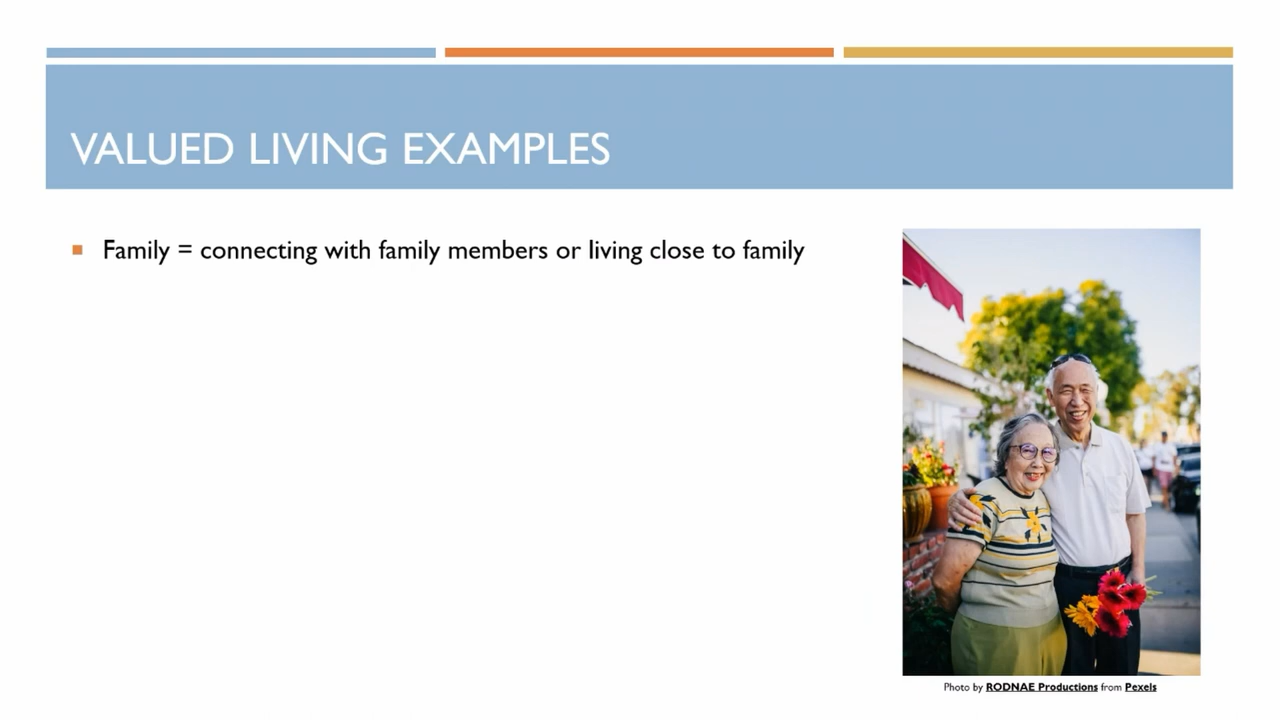 VALUED LIVING EXAMPLES
Family = connecting with family members or living close to family
Photo by RODNAE Productions from Pexels